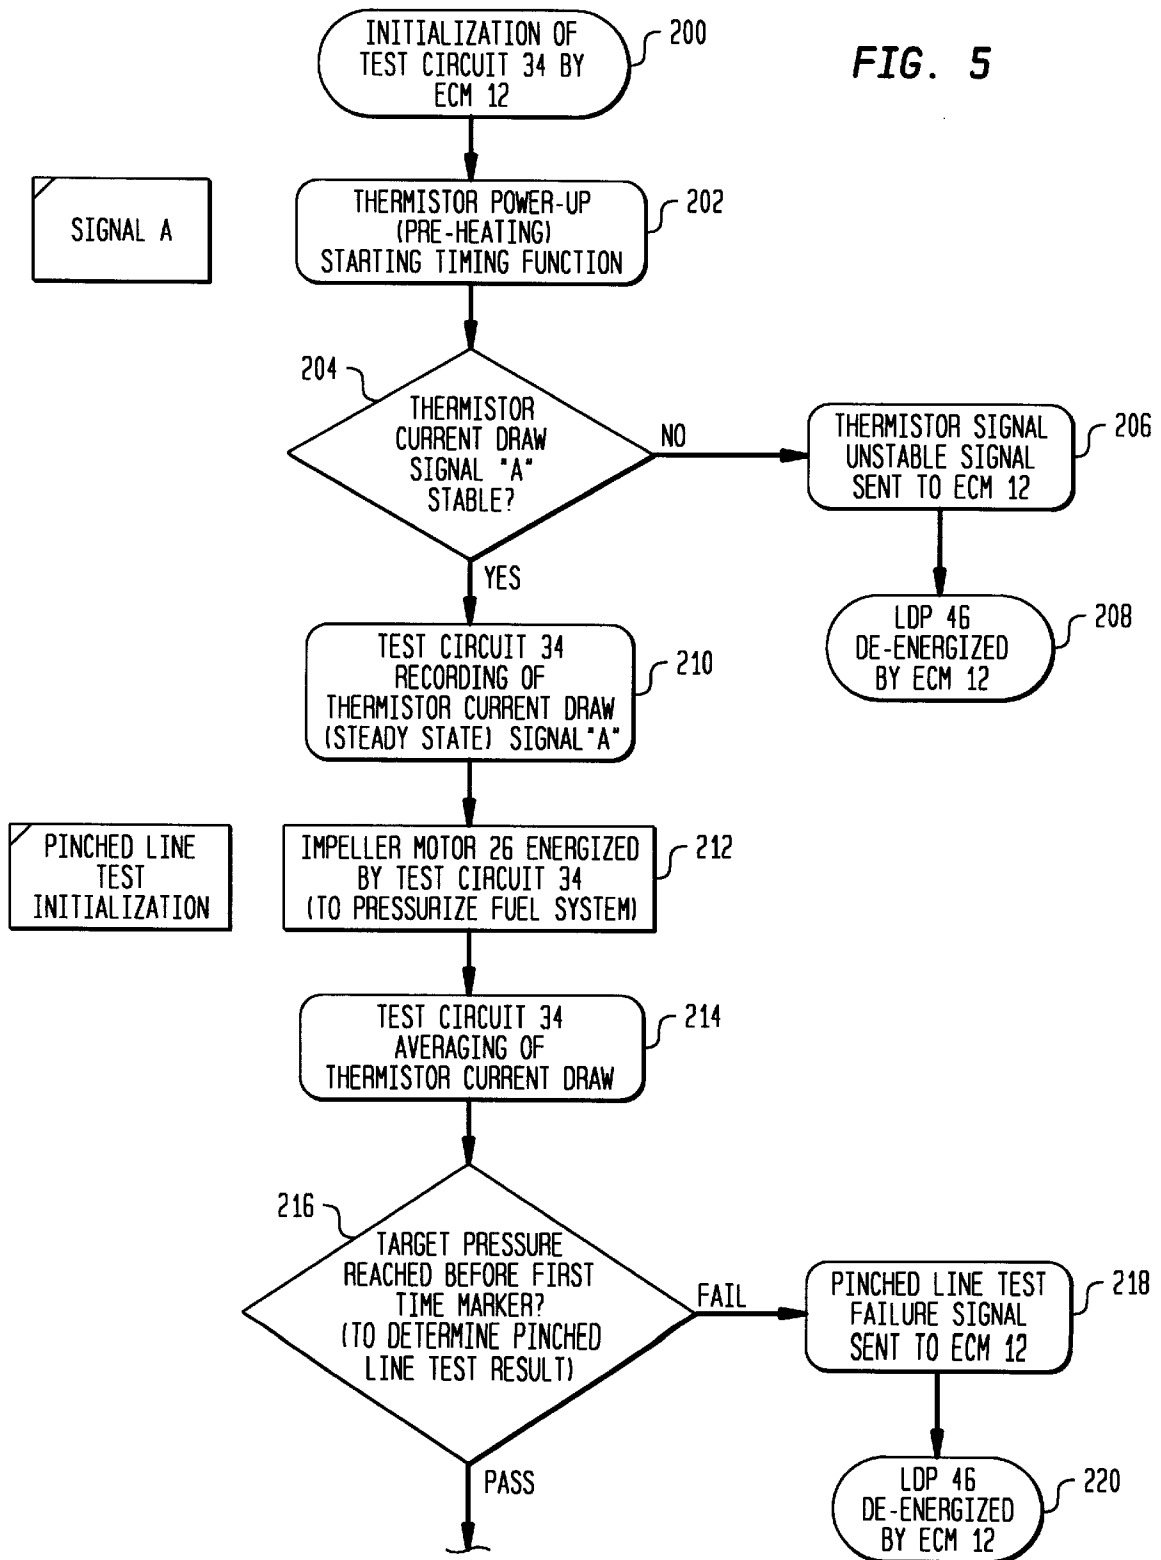 INITIALIZATION OF
TEST CIRCUIT 34 BY
ECM 12
200
FIG. 5
SIGNAL A
THERMISTOR POWER-UP
(PRE-HEATING)
STARTING TIMING FUNCTION
202
204
THERMISTOR
CURRENT DRAW
SIGNAL "A"
STABLE?
NO
THERMISTOR SIGNAL
UNSTABLE SIGNAL
SENT TO ECM 12
206
YES
LDP 46
DE-ENERGIZED
BY ECM 12
208
TEST CIRCUIT 34
RECORDING OF
THERMISTOR CURRENT DRAW
(STEADY STATE) SIGNAL"A"
210
PINCHED LINE
TEST
INITIALIZATION
IMPELLER MOTOR 26 ENERGIZED
BY TEST CIRCUIT 34
(TO PRESSURIZE FUEL SYSTEM)
212
TEST CIRCUIT 34
AVERAGING OF
THERMISTOR CURRENT DRAW
214
216
TARGET PRESSURE
REACHED BEFORE FIRST
TIME MARKER?
(TO DETERMINE PINCHED
LINE TEST RESULT)
FAIL
PINCHED LINE TEST
FAILURE SIGNAL
SENT TO ECM 12
218
PASS
LDP 46
DE-ENERGIZED
BY ECM 12
220